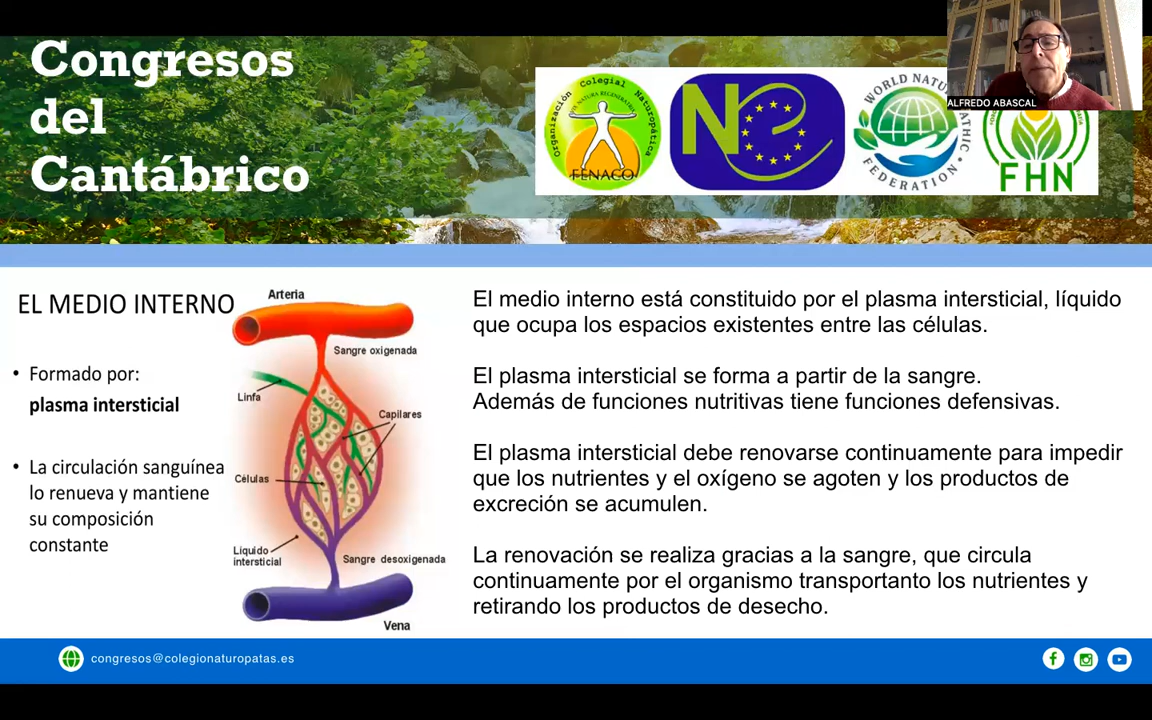 Congresos
del
Cantábrico
Organización Colegial Naturopática
VIS NATURA REGENERATRIX
FENACO
N
WORLD NATUROPATHIC
FEDERATION
FHN
ALFREDO ABASCAL
EL MEDIO INTERNO
• Formado por:
plasma intersticial
• La circulación sanguínea
lo renueva y mantiene
su composición
constante
Arteria
Sangre oxigenada
Linfa
Capilares
Células
Líquido
intersticial
Sangre desoxigenada
Vena
El medio interno está constituido por el plasma intersticial, líquido
que ocupa los espacios existentes entre las células.
El plasma intersticial se forma a partir de la sangre.
Además de funciones nutritivas tiene funciones defensivas.
El plasma intersticial debe renovarse continuamente para impedir
que los nutrientes y el oxígeno se agoten y los productos de
excreción se acumulen.
La renovación se realiza gracias a la sangre, que circula
continuamente por el organismo transportanto los nutrientes y
retirando los productos de desecho.
congresos@colegionaturopatas.es